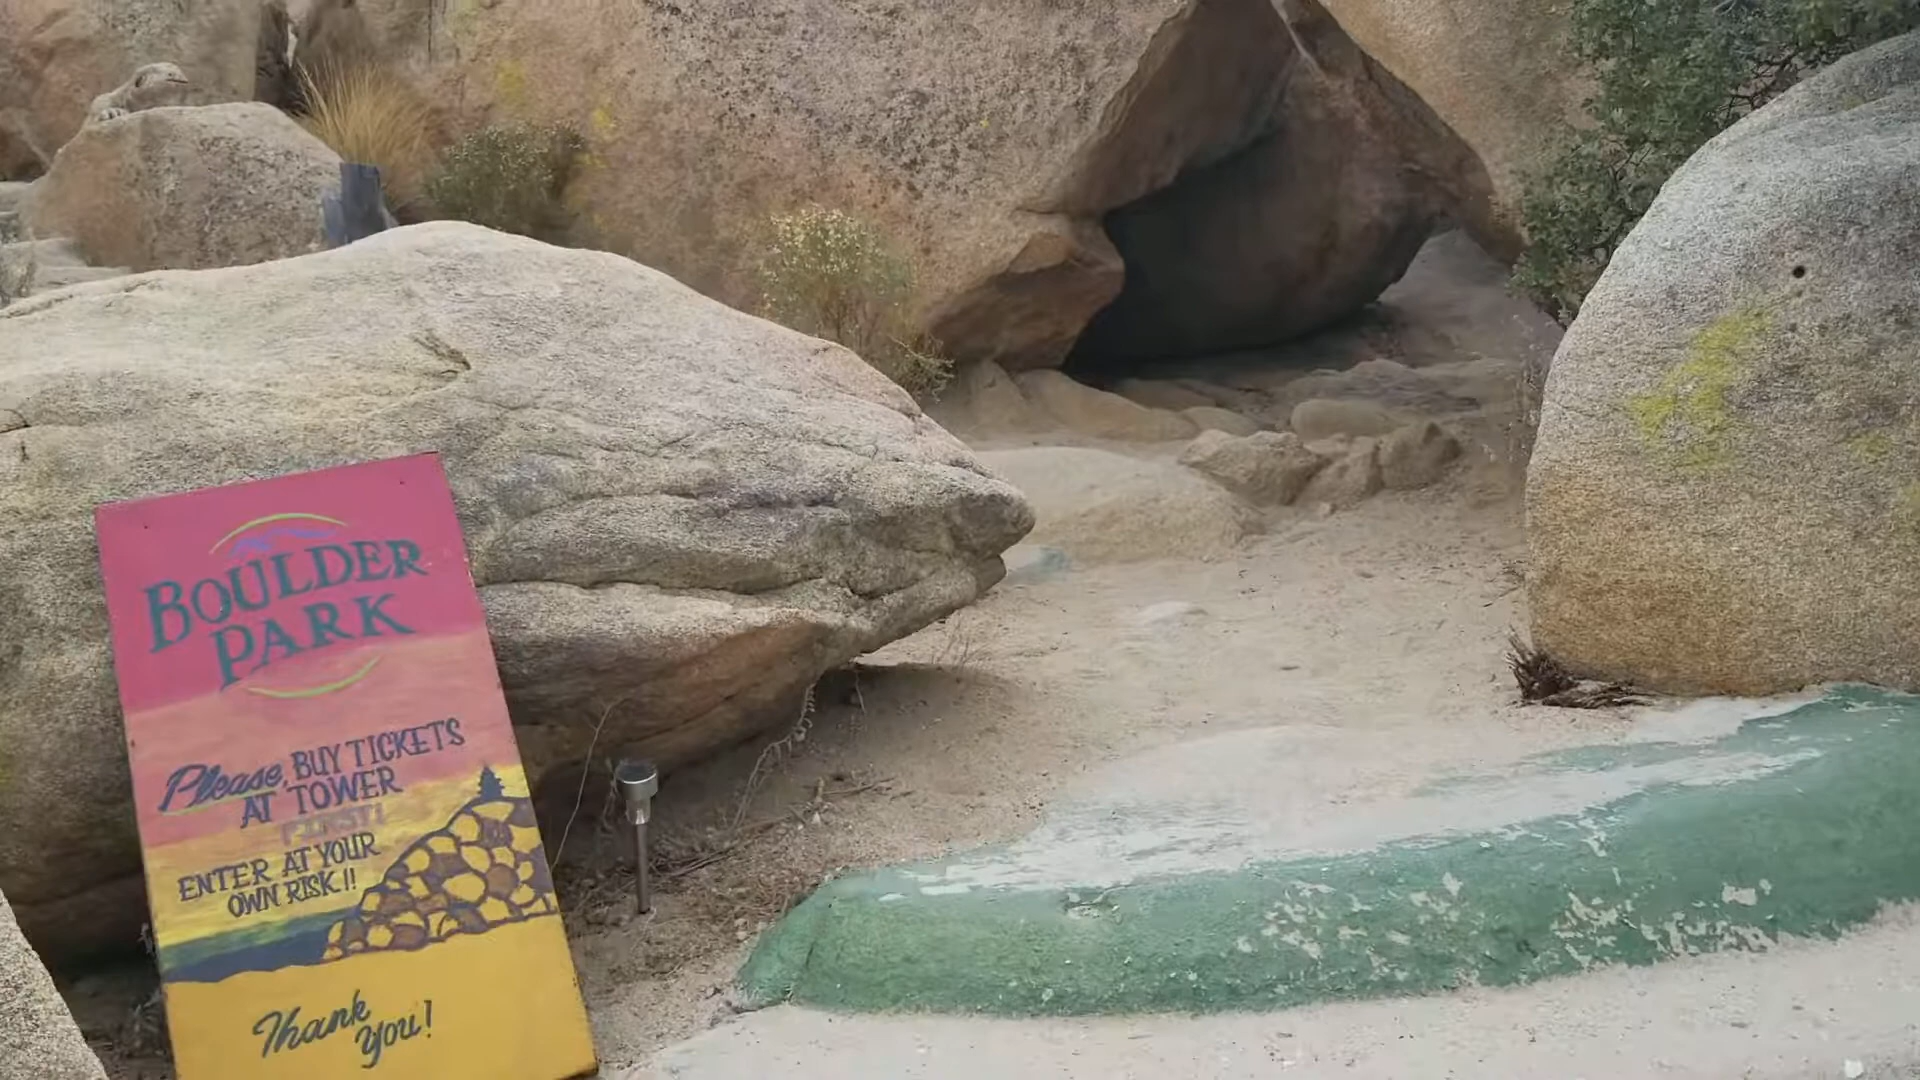 BOULDER
PARK
Please, BUY TICKETS
AT TOWER
FIRST!
ENTER AT YOUR
OWN RISK!!
Thank
You!